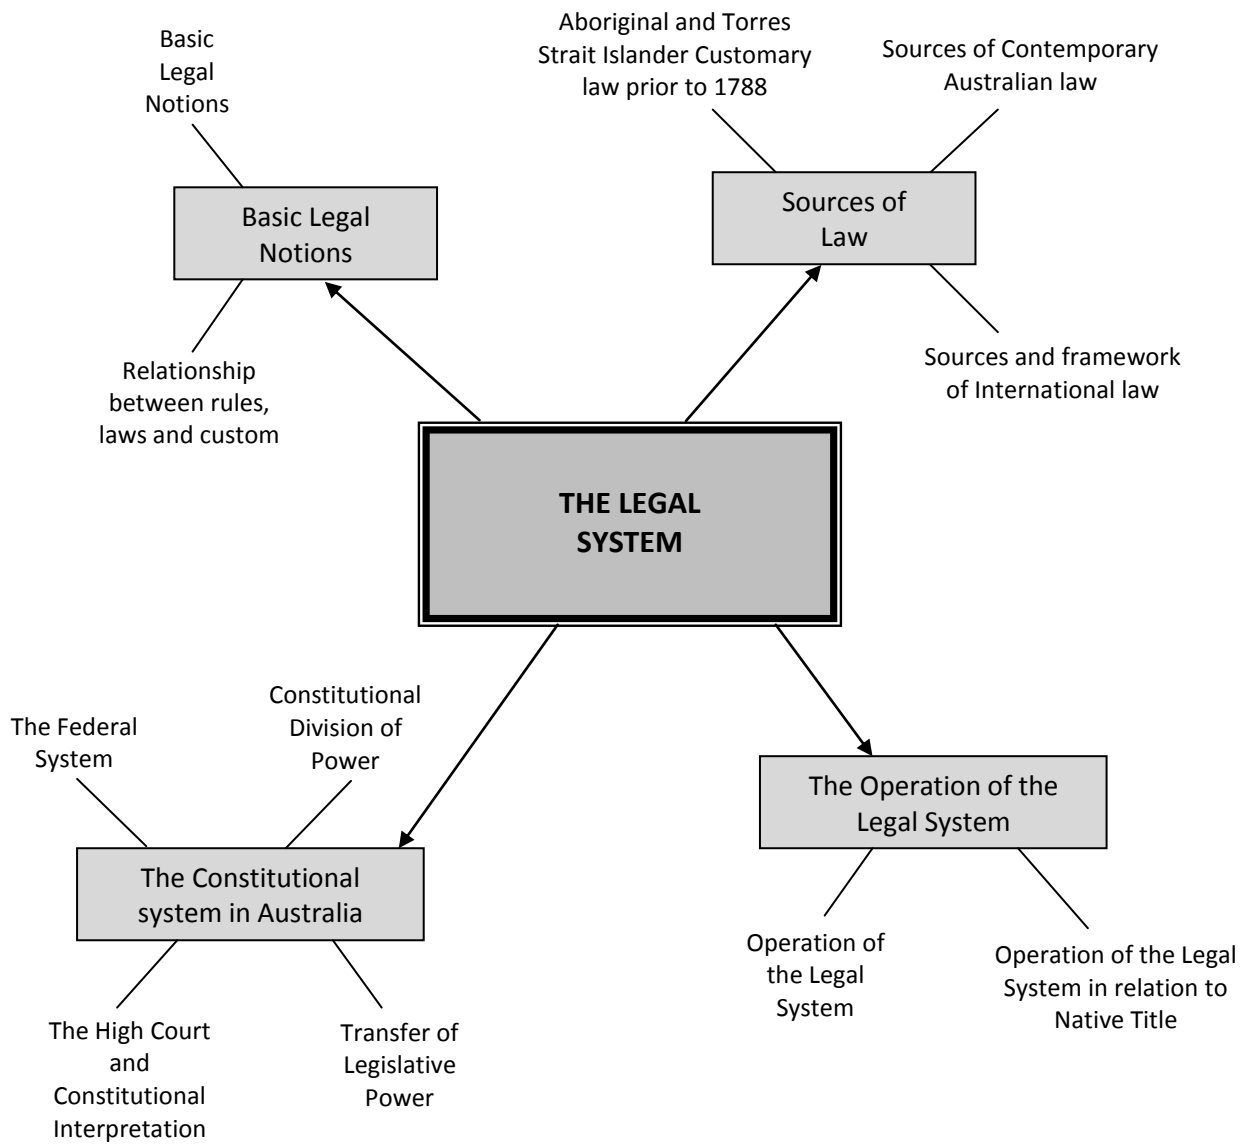 Basic
Legal
Notions
Aboriginal and Torres
Strait Islander Customary
law prior to 1788
Sources of Contemporary
Australian law
Basic Legal
Notions
Sources of
Law
Relationship
between rules,
laws and custom
Sources and framework
of International law
THE LEGAL
SYSTEM
The Federal
System
Constitutional
Division of
Power
The Operation of the
Legal System
The Constitutional
system in Australia
Operation of
the Legal
System
Operation of the Legal
System in relation to
Native Title
The High Court
and
Constitutional
Interpretation
Transfer of
Legislative
Power